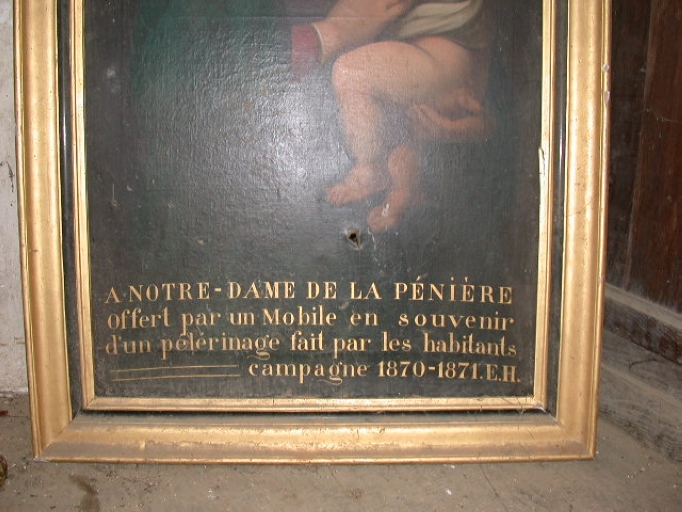 A·NOTRE-DAME DE LA PÉNIÈRE
Offert par un Mobile en souvenir
d'un pélérinage fait par les habitants
campagne 1870-1871. E.H.